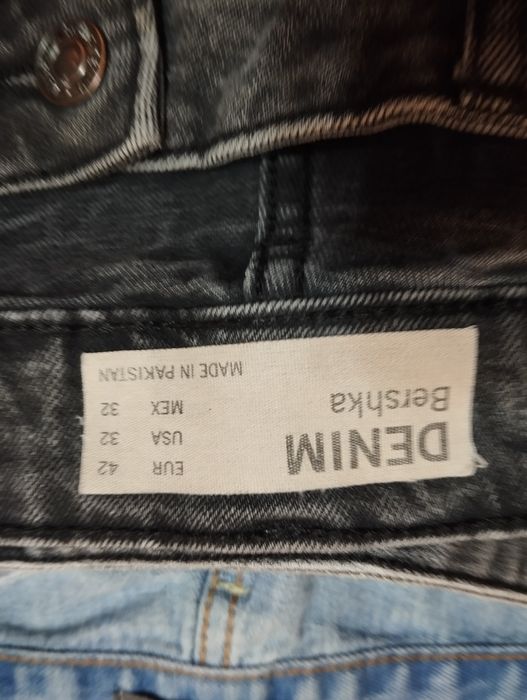 DENIM
Bershka
EUR 42
USA 32
MEX 32
MADE IN PAKISTAN